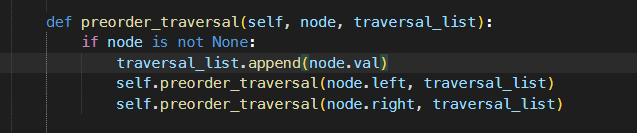 def preorder_traversal(self, node, traversal_list):
    if node is not None:
        traversal_list.append(node.val)
        self.preorder_traversal(node.left, traversal_list)
        self.preorder_traversal(node.right, traversal_list)